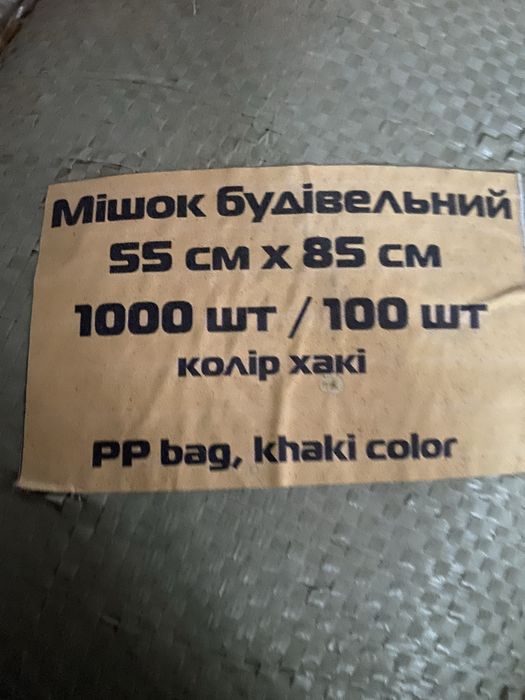 Мішок будівельний
55 см х 85 см
1000 шт / 100 шт
колір хакі
PP bag, khaki color